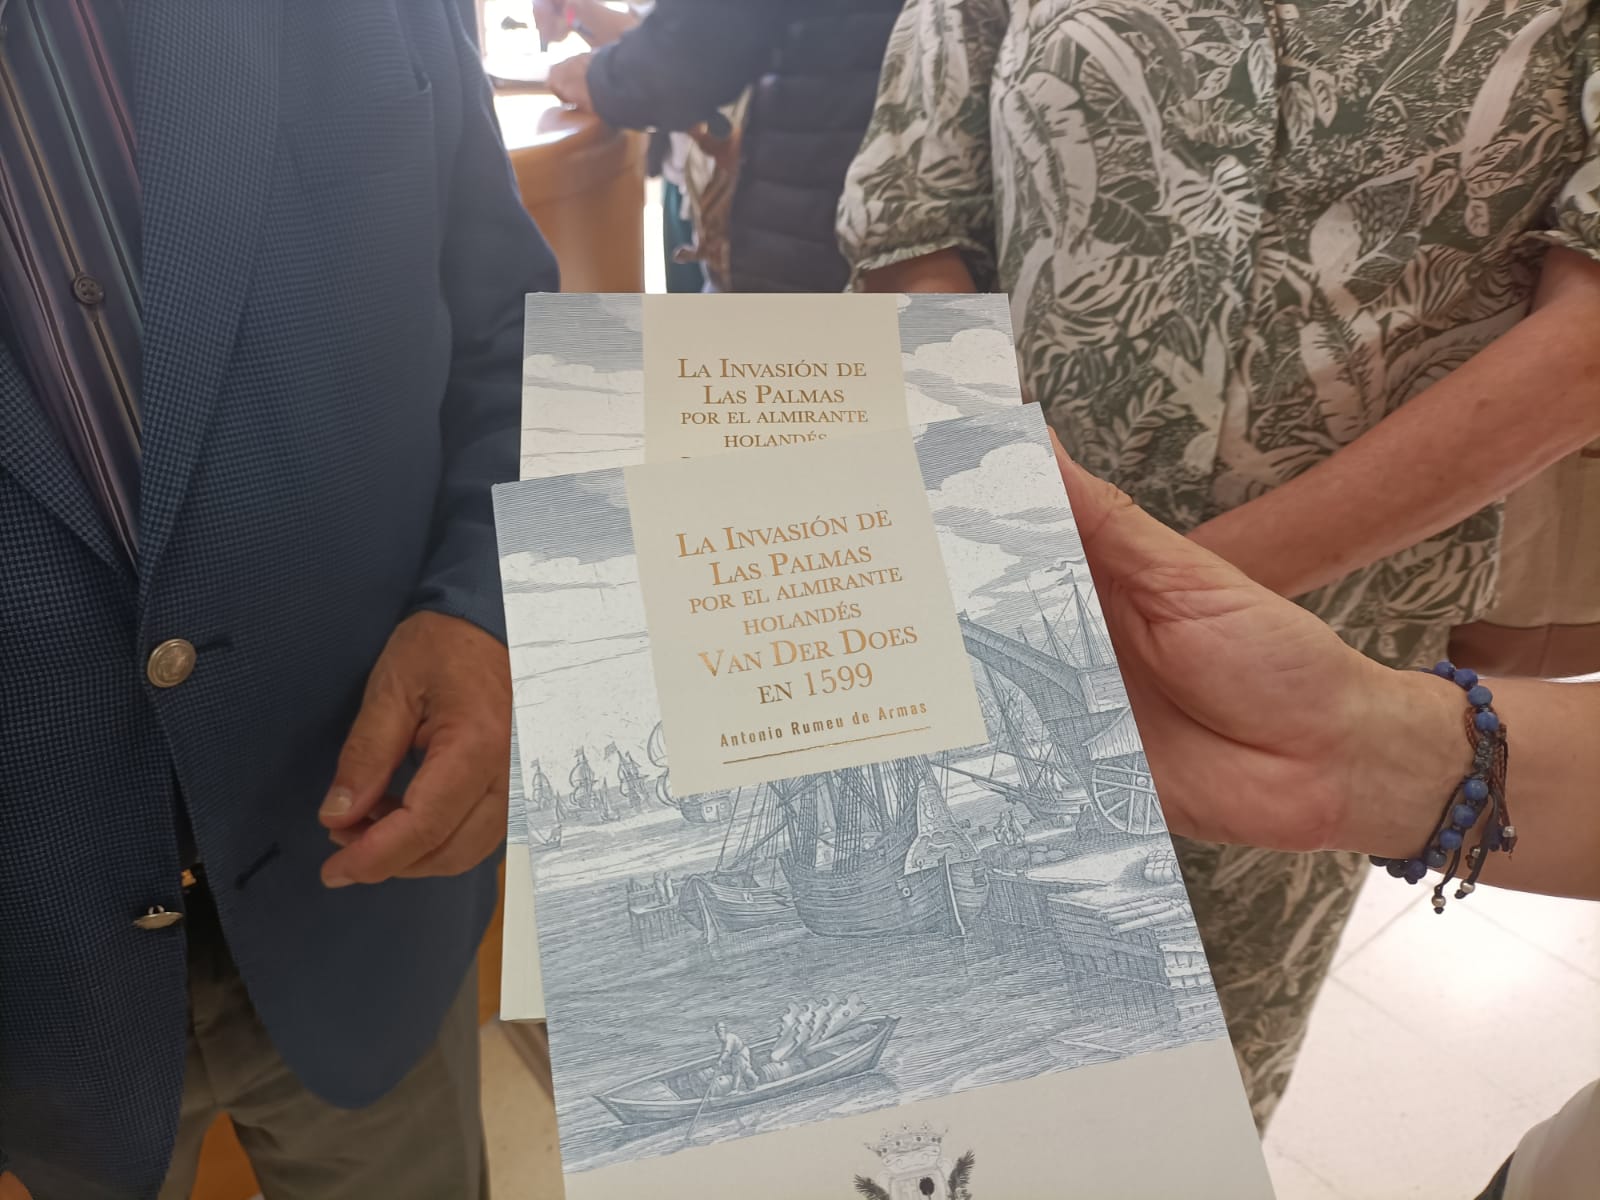 La Invasión de
Las Palmas
por el almirante
holandés
La Invasión de
Las Palmas
por el almirante
holandés
Van Der Does
en 1599
Antonio Rumeu de Armas